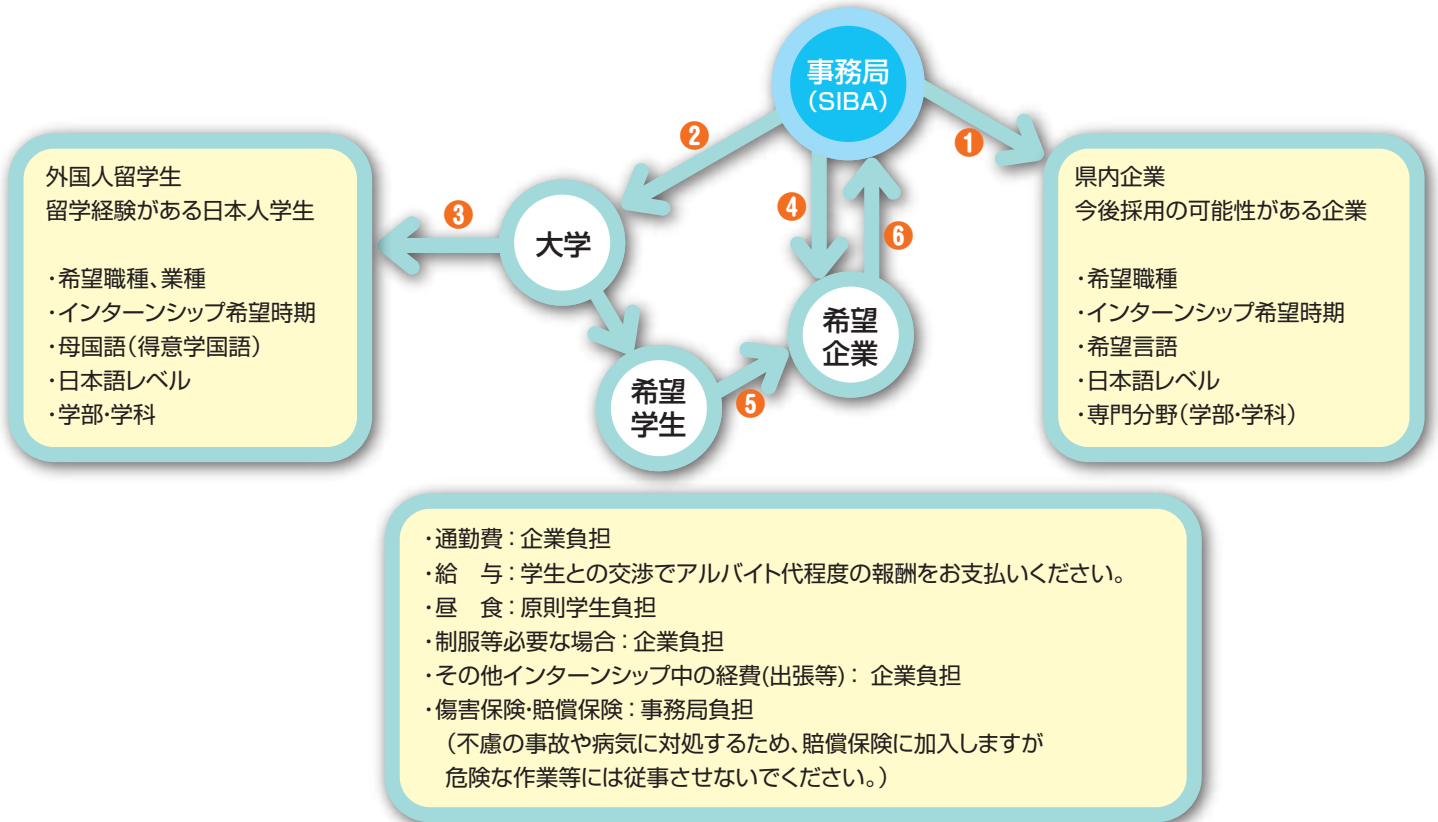 事務局
(SIBA)
❶
❷
外国人留学生
留学経験がある日本人学生
・希望職種、業種
・インターンシップ希望時期
・母国語(得意学国語)
・日本語レベル
・学部・学科
❸
大学
❹
❻
県内企業
今後採用の可能性がある企業
・希望職種
・インターンシップ希望時期
・希望言語
・日本語レベル
・専門分野(学部・学科)
希望
企業
希望
学生
❺
・通勤費：企業負担
・給　与：学生との交渉でアルバイト代程度の報酬をお支払いください。
・昼　食：原則学生負担
・制服等必要な場合：企業負担
・その他インターンシップ中の経費(出張等)： 企業負担
・傷害保険・賠償保険：事務局負担
（不慮の事故や病気に対処するため、賠償保険に加入しますが
危険な作業等には従事させないでください。）